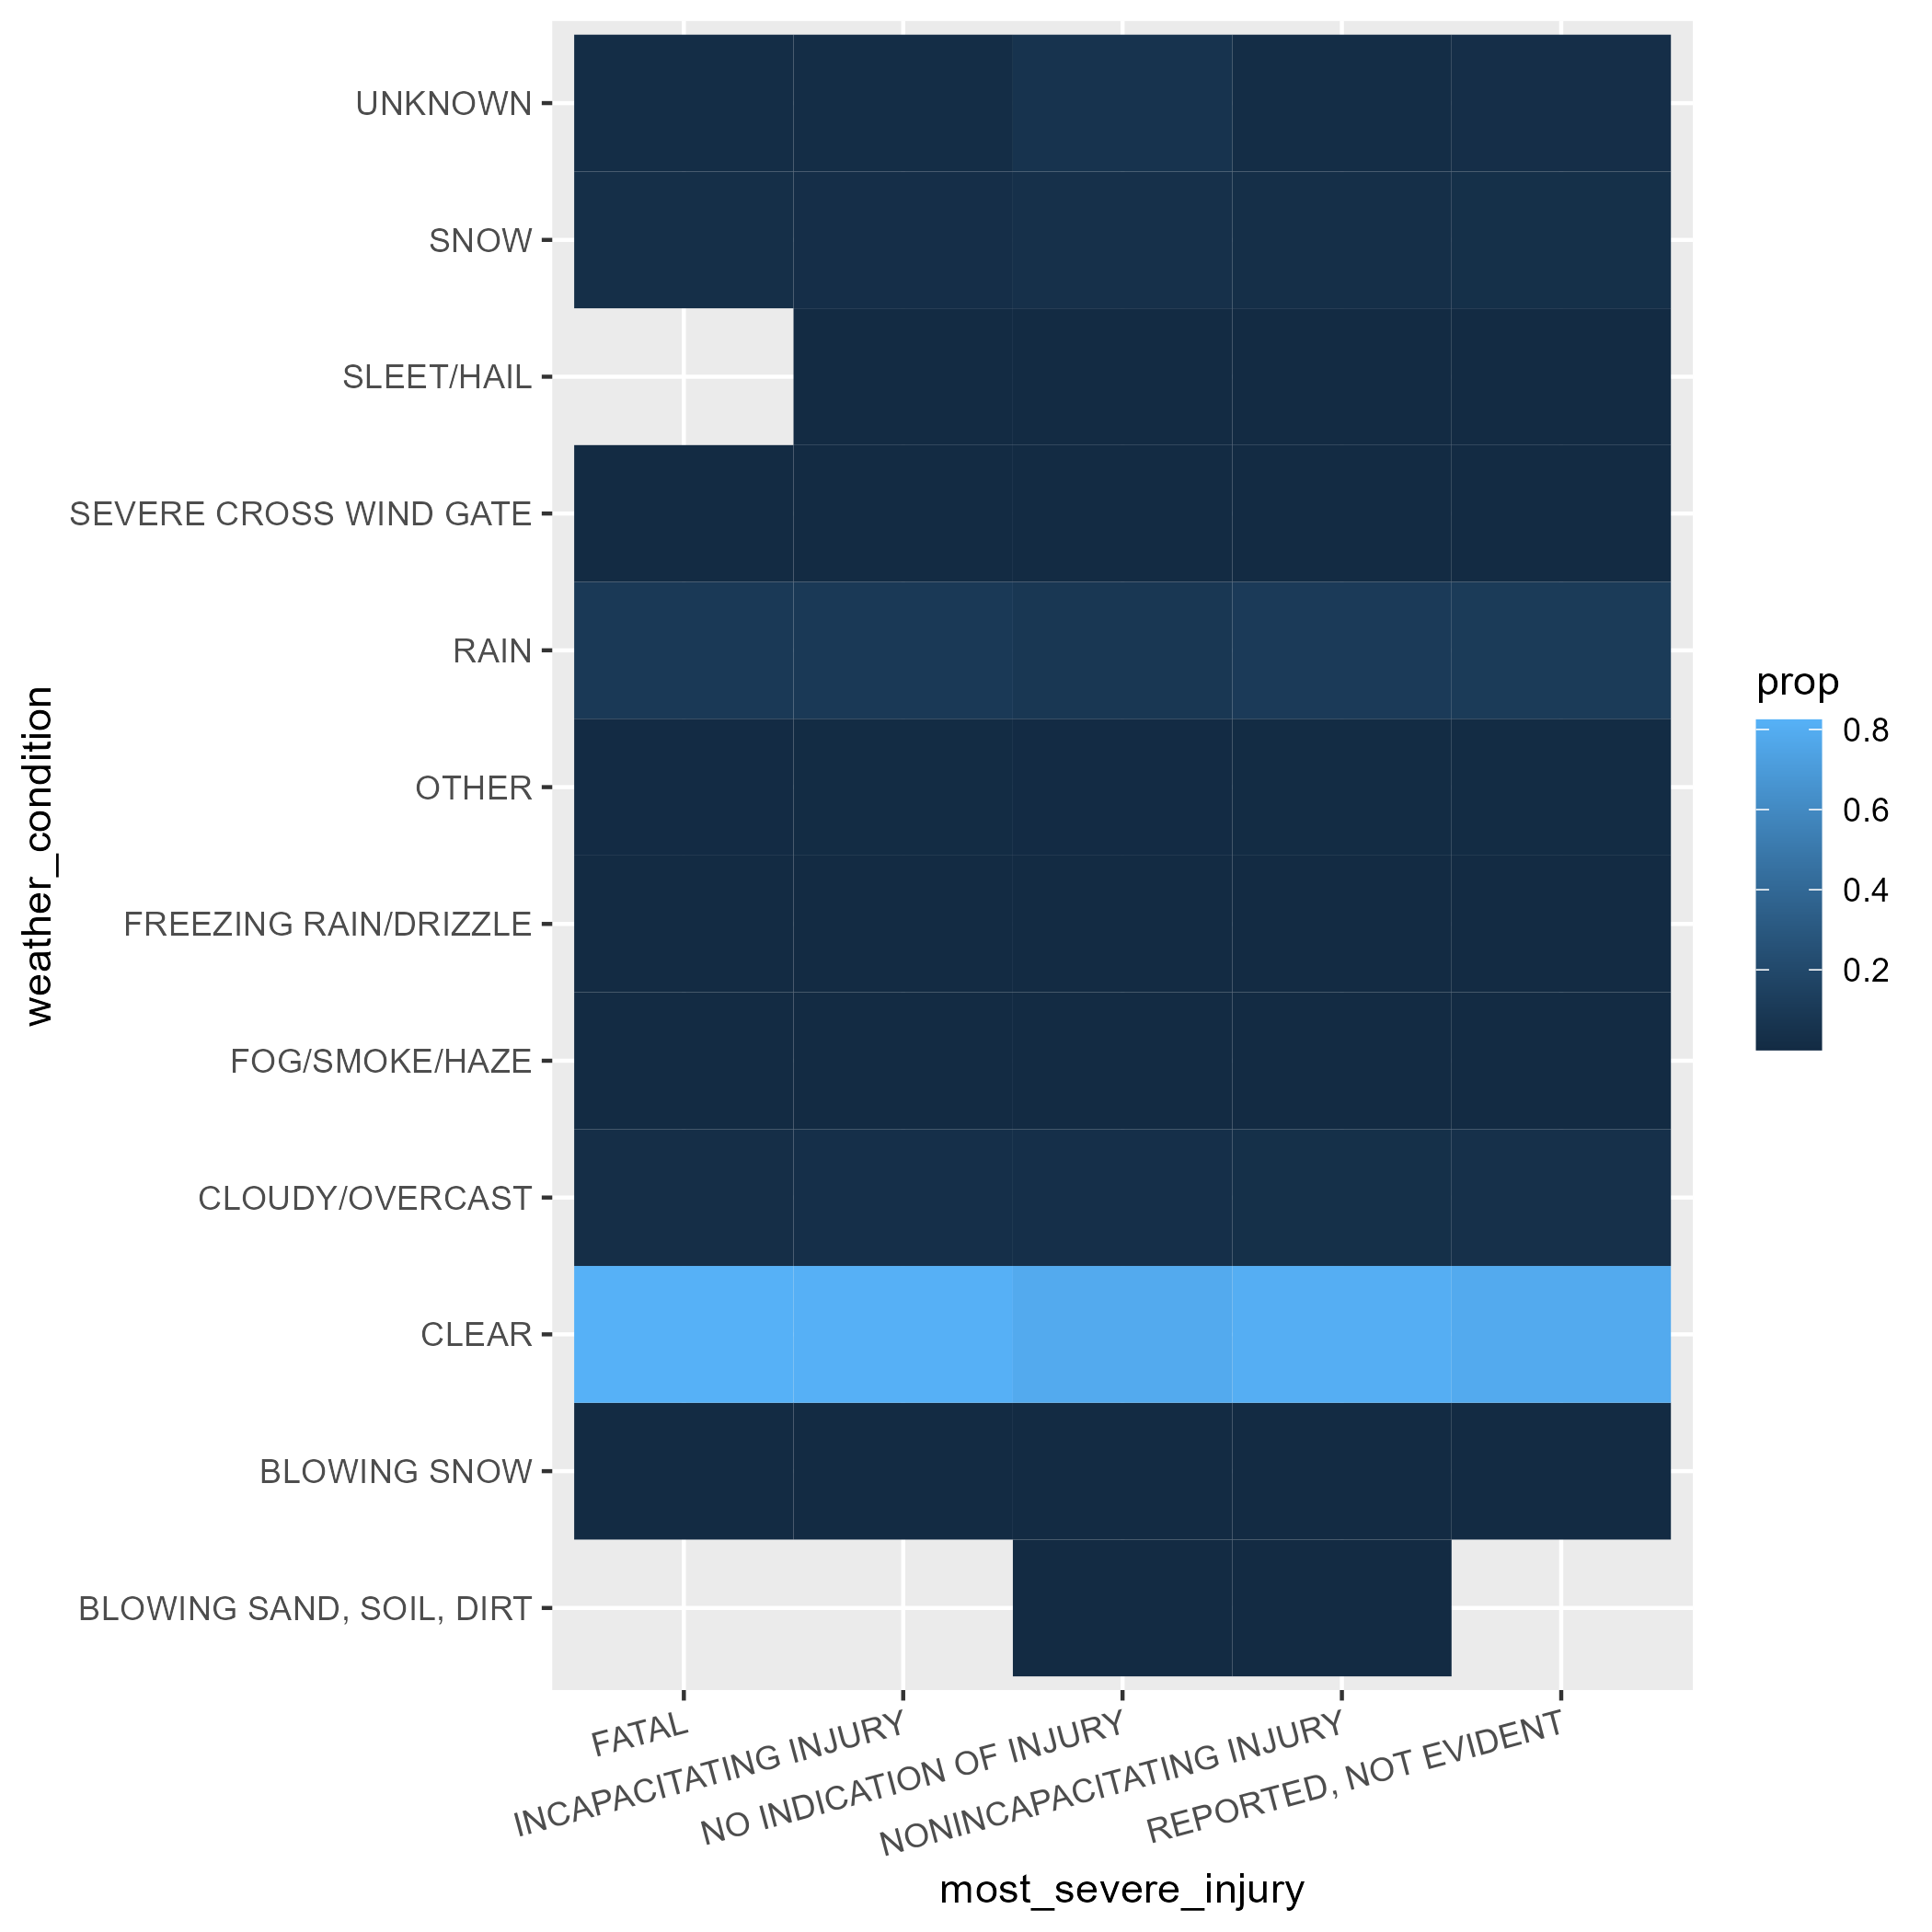 UNKNOWN
SNOW
SLEET/HAIL
SEVERE CROSS WIND GATE
RAIN
OTHER
FREEZING RAIN/DRIZZLE
FOG/SMOKE/HAZE
CLOUDY/OVERCAST
CLEAR
BLOWING SNOW
BLOWING SAND, SOIL, DIRT
weather_condition
FATAL
INCAPACITATING INJURY
NO INDICATION OF INJURY
NONINCAPACITATING INJURY
REPORTED, NOT EVIDENT
most_severe_injury
prop
0.8
0.6
0.4
0.2